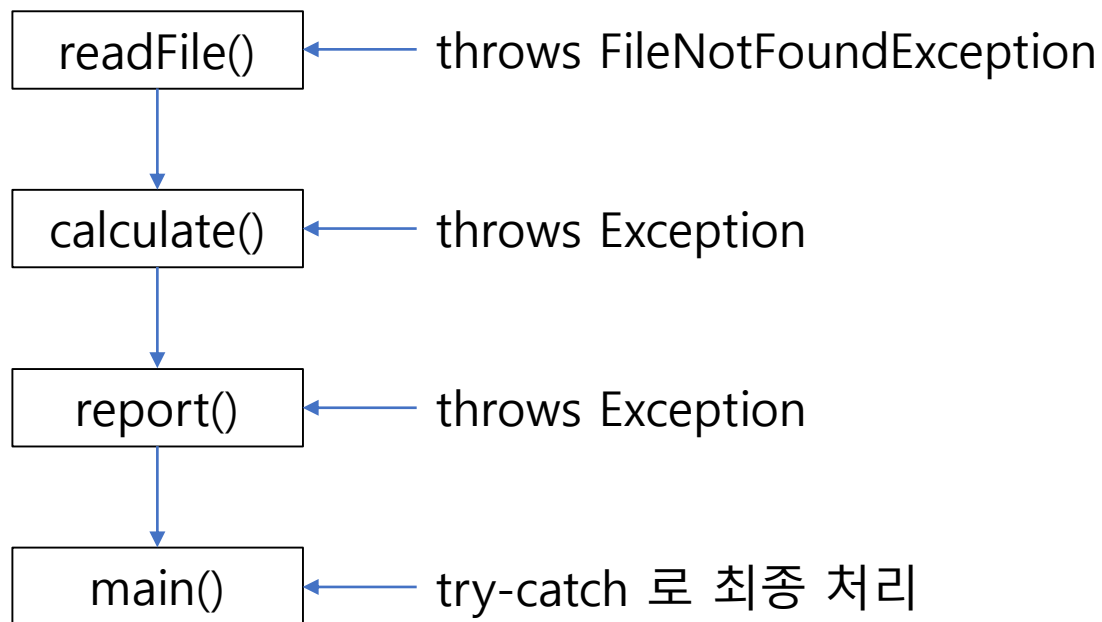 readFile() throws FileNotFoundException
calculate() throws Exception
report() throws Exception
main() try-catch 로 최종 처리